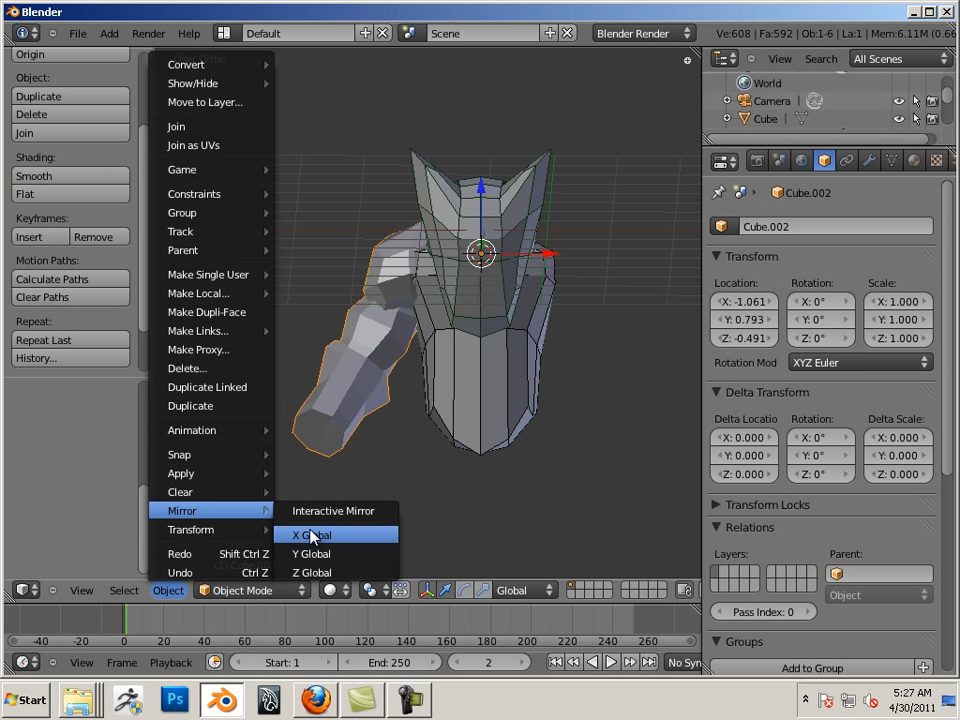 Blender
File Add Render Help Default Scene Blender Render Ve:608 | Fa:592 | Ob:1-6 | La:1 | Mem:6.11M (0.66
Origin
Object:
Duplicate
Delete
Join
Shading:
Smooth
Flat
Keyframes:
Insert Remove
Motion Paths:
Calculate Paths
Clear Paths
Repeat:
Repeat Last
History...
Convert
Show/Hide
Move to Layer...
Join
Join as UVs
Game
Constraints
Group
Track
Parent
Make Single User
Make Local...
Make Dupli-Face
Make Links...
Make Proxy...
Delete...
Duplicate Linked
Duplicate
Animation
Snap
Apply
Clear
Mirror
Transform
Redo Shift Ctrl Z
Undo Ctrl Z
Interactive Mirror
X Global
Y Global
Z Global
View Search All Scenes
World
Camera
Cube
Cube.002
Cube.002
Transform
Location: Rotation: Scale:
X: -1.061 X: 0° X: 1.000
Y: 0.793 Y: 0° Y: 1.000
Z: -0.491 Z: 0° Z: 1.000
Rotation Mod XYZ Euler
Delta Transform
Delta Locatio Rotation: Delta Scale:
X: 0.000 X: 0° X: 0.000
Y: 0.000 Y: 0° Y: 0.000
Z: 0.000 Z: 0° Z: 0.000
Transform Locks
Relations
Layers: Parent:
Object
Pass Index: 0
Groups
Add to Group
View Select Object Object Mode Global
-40 -20 0 20 40 60 80 100 120 140 160 180 200 220 240 260
View Frame Playback Start: 1 End: 250 2 No Syn
Start Ps 5:27 AM
4/30/2011